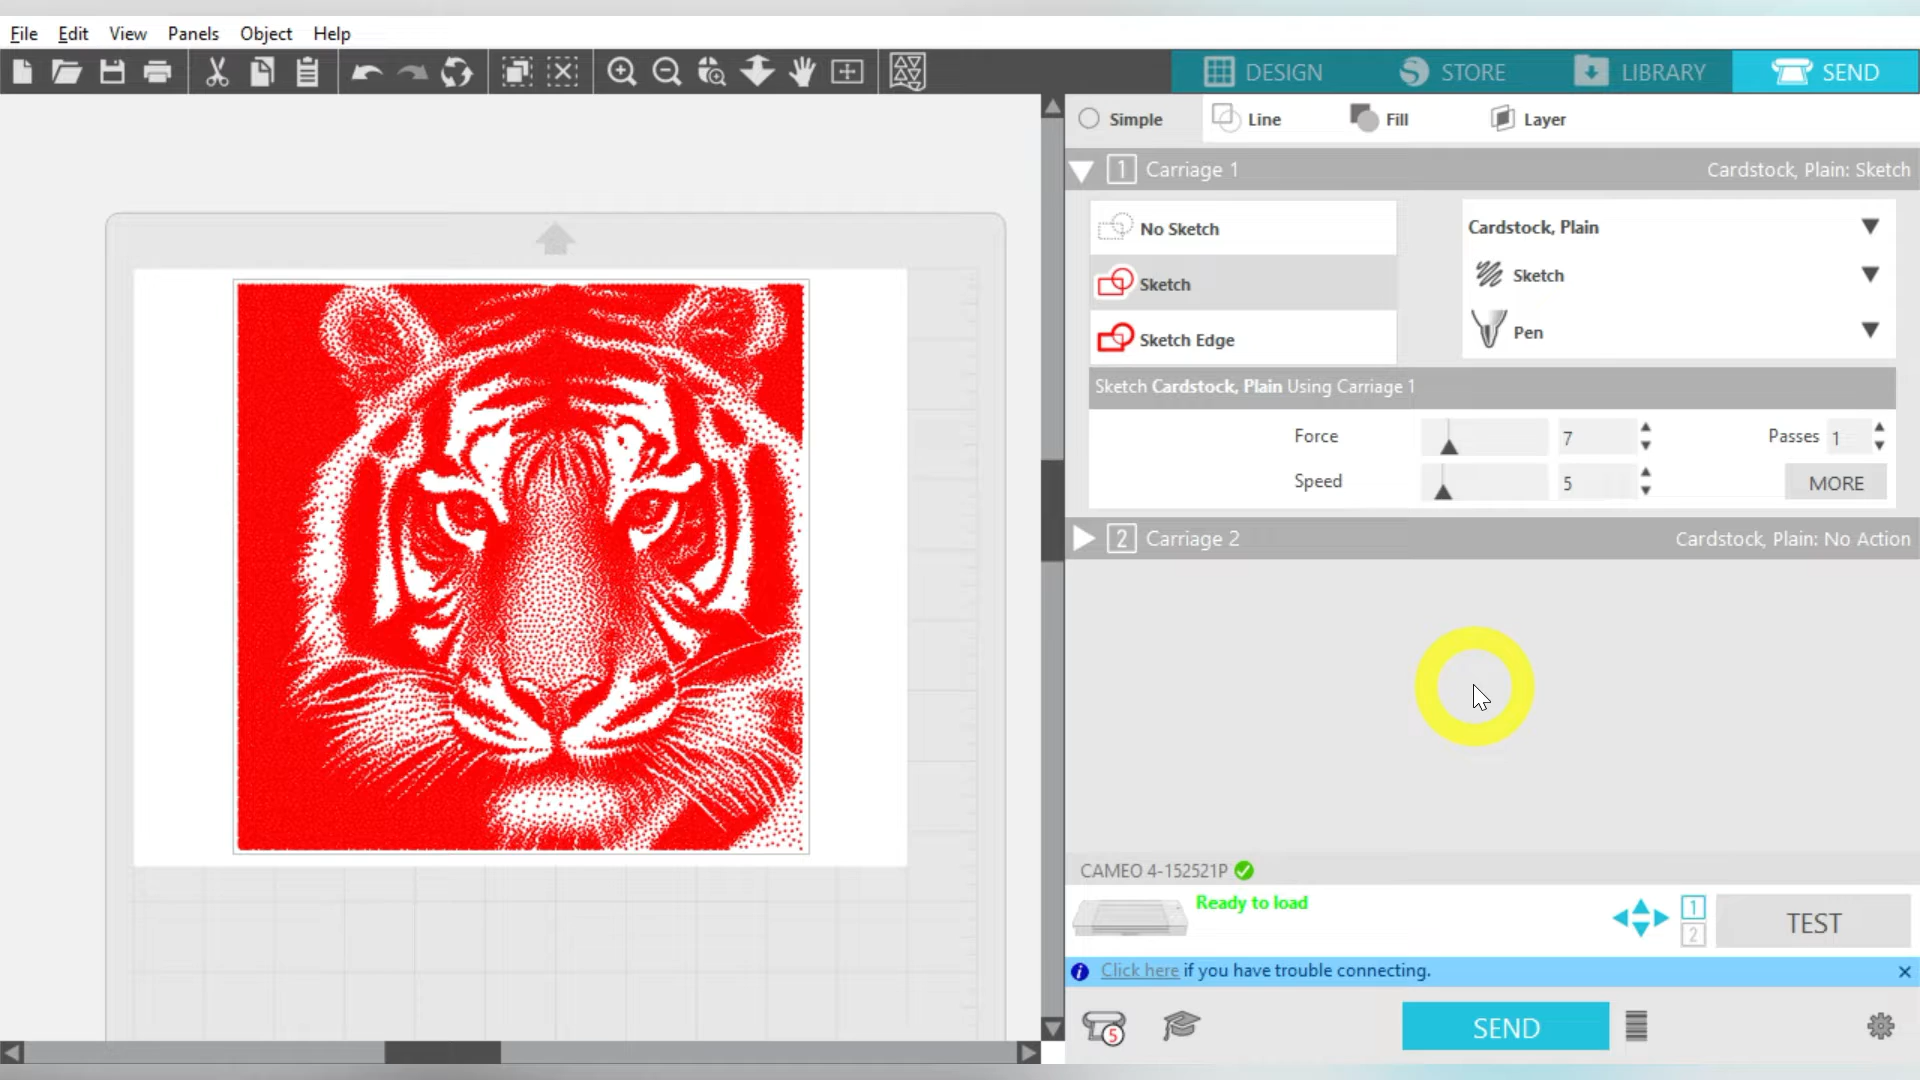 File Edit View Panels Object Help
DESIGN STORE LIBRARY SEND
Simple Line Fill Layer
1 Carriage 1 Cardstock, Plain: Sketch
No Sketch
Sketch
Sketch Edge
Cardstock, Plain
Sketch
Pen
Sketch Cardstock, Plain Using Carriage 1
Force 7 Passes 1
Speed 5 MORE
2 Carriage 2 Cardstock, Plain: No Action
CAMEO 4-152521P
Ready to load
1
2
TEST
i Click here if you have trouble connecting.
5 SEND